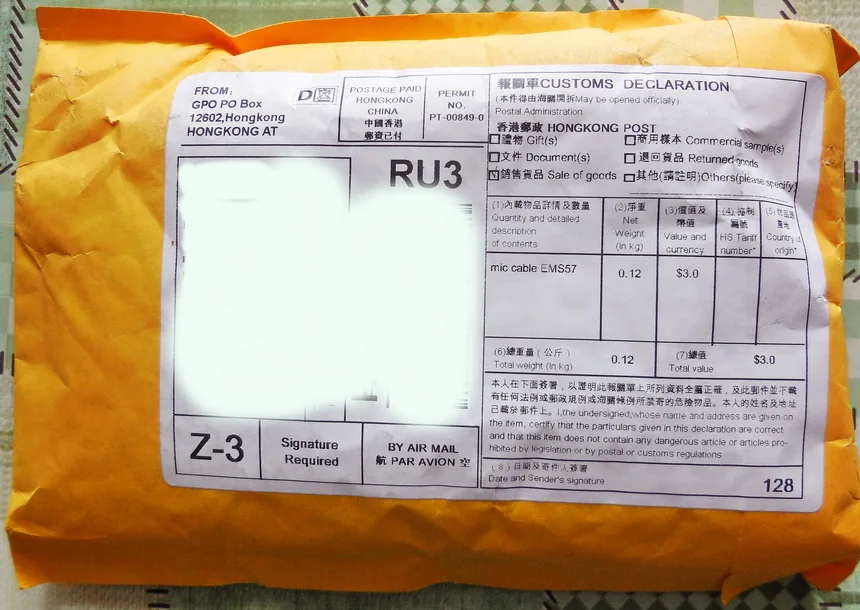 FROM:
GPO PO Box
12602,Hongkong
HONGKONG AT
POSTAGE PAID
HONGKONG
CHINA
中國香港
郵資已付
PERMIT
NO.
PT-00849-0
報關單CUSTOMS DECLARATION
(本件得由海關開拆May be opened officially)
Postal Administration
香港郵政 HONGKONG POST
禮物 Gift(s)
商用樣本 Commercial sample(s)
文件 Document(s)
退回貨品 Returned goods
銷售貨品 Sale of goods
其他(請註明)Others(please specify)
RU3
(1)內載物品詳情及數量
Quantity and detailed
description
of contents
(2)淨重
Net
Weight
(in kg)
(3)價值及
幣值
Value and
currency
(4)
編號
HS Tariff
number*
(5)
產地
Country of
origin*
mic cable EMS57
0.12
$3.0
(6)總重量(公斤)
Total weight (in kg)
0.12
(7)總值
Total value
$3.0
本人在下面簽署,以證明此報關單上所列資料全屬正確,及此郵件並不載
有任何法例或郵政規例或海關條例所禁寄的危險物品。本人的姓名及地址
已載於郵件上。I,the undersigned,whose name and address are given on
the item, certify that the particulars given in this declaration are correct
and that this item does not contain any dangerous article or articles pro-
hibited by legislation or by postal or customs regulations
(8)日期及寄件人簽署
Date and Sender's signature
128
Z-3
Signature
Required
BY AIR MAIL
航 PAR AVION 空